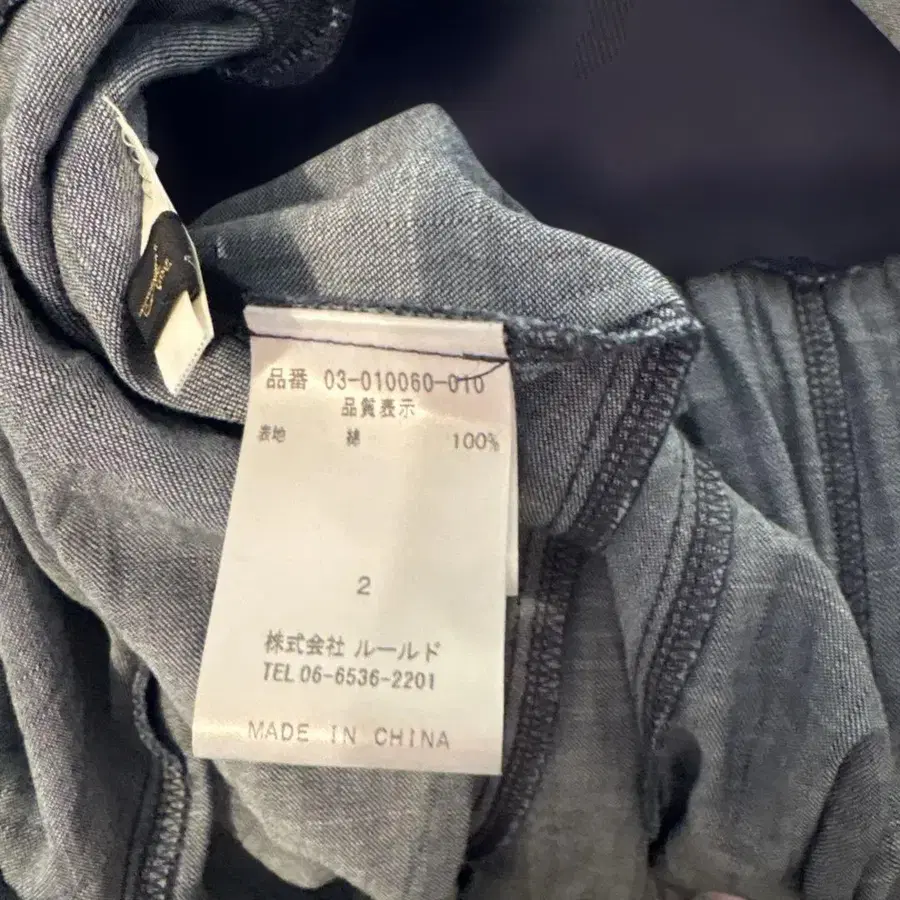 品番 03-010060-010
品質表示
表地 綿 100%
2
株式会社 ルールド
TEL 06-6536-2201
MADE IN CHINA